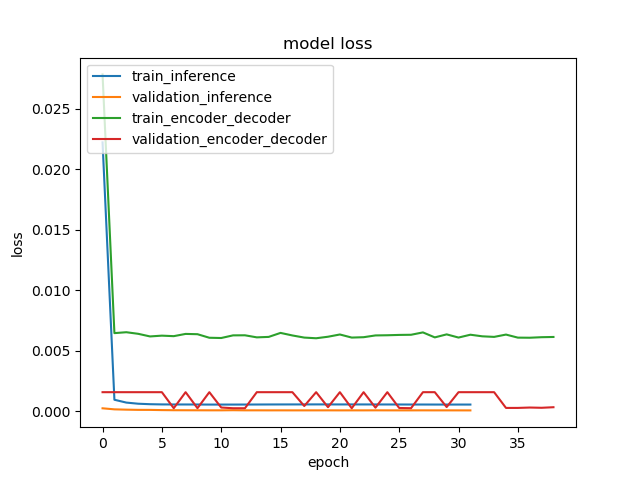 model loss
train_inference
validation_inference
train_encoder_decoder
validation_encoder_decoder
loss
0.025
0.020
0.015
0.010
0.005
0.000
0 5 10 15 20 25 30 35
epoch